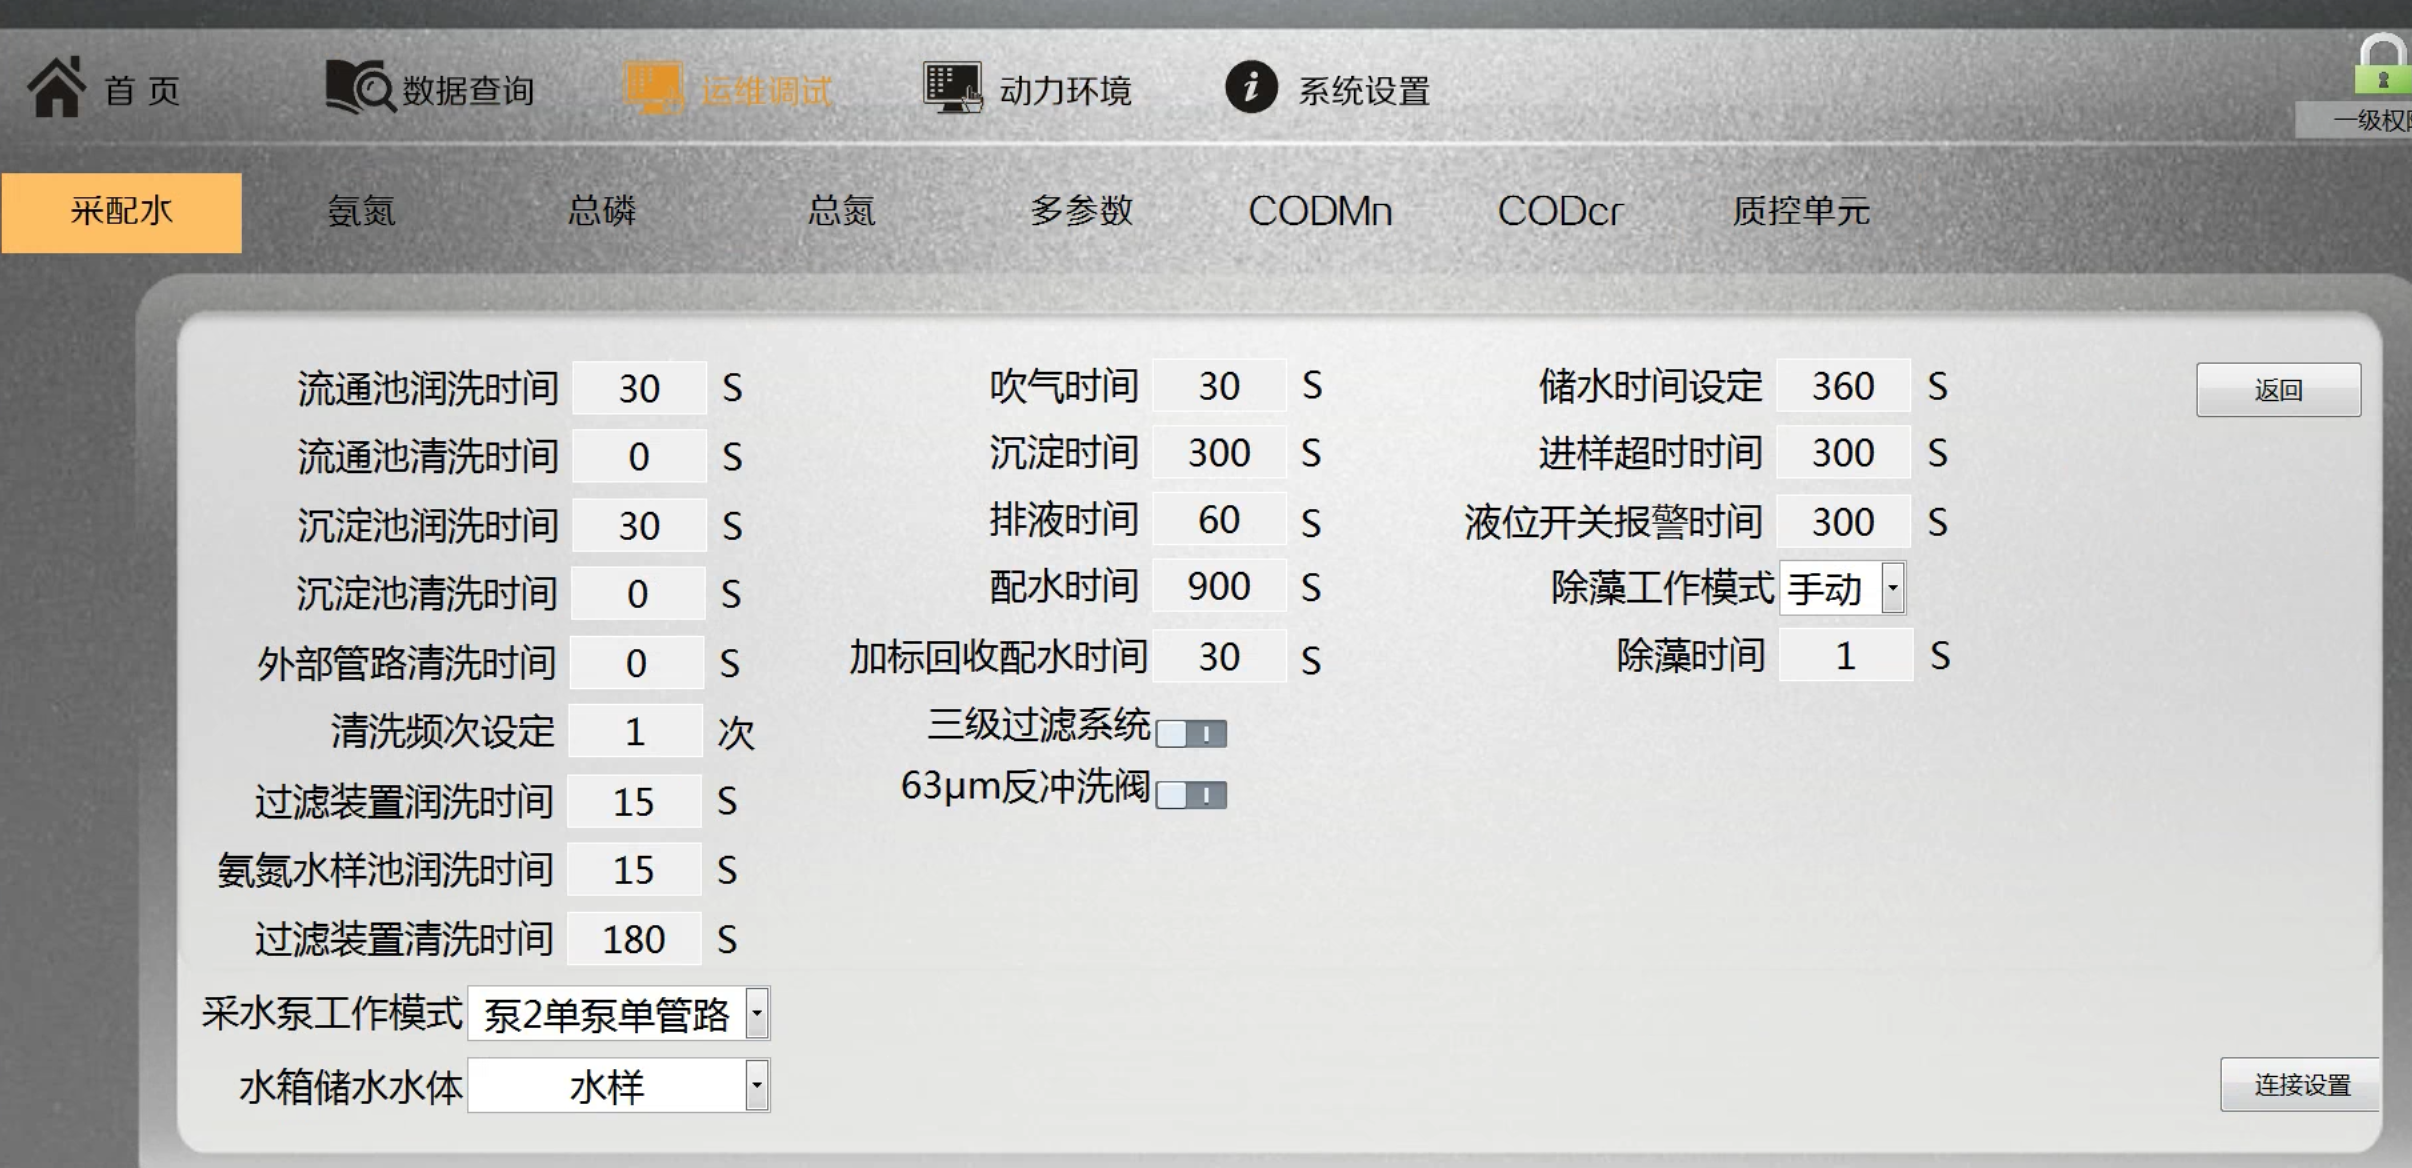 首页 数据查询 运维调试 动力环境 系统设置
一级权
采配水 氨氮 总磷 总氮 多参数 CODMn CODcr 质控单元
流通池润洗时间 30 S 吹气时间 30 S 储水时间设定 360 S 返回
流通池清洗时间 0 S 沉淀时间 300 S 进样超时时间 300 S
沉淀池润洗时间 30 S 排液时间 60 S 液位开关报警时间 300 S
沉淀池清洗时间 0 S 配水时间 900 S 除藻工作模式 手动
外部管路清洗时间 0 S 加标回收配水时间 30 S 除藻时间 1 S
清洗频次设定 1 次 三级过滤系统
过滤装置润洗时间 15 S 63μm反冲洗阀
氨氮水样池润洗时间 15 S
过滤装置清洗时间 180 S
采水泵工作模式 泵2单泵单管路
水箱储水水体 水样 连接设置